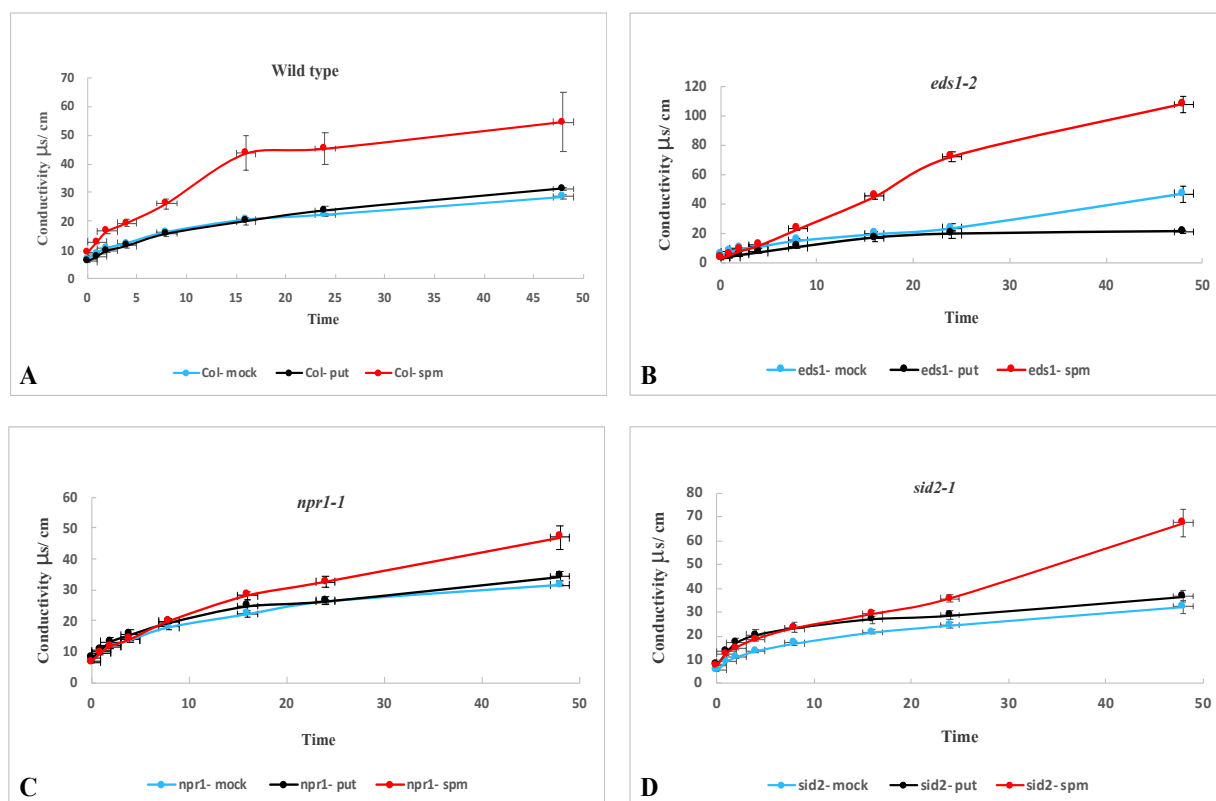 Wild type
70
60
50
40
30
20
10
0
Conductivity μs/ cm
0 5 10 15 20 25 30 35 40 45 50
Time
A
Col- mock Col- put Col- spm
eds1-2
120
100
80
60
40
20
0
Conductivity μs/ cm
0 10 20 30 40 50
Time
B
eds1- mock eds1- put eds1- spm
npr1-1
60
50
40
30
20
10
0
Conductivity μs/ cm
0 10 20 30 40 50
Time
C
npr1- mock npr1- put npr1- spm
sid2-1
80
70
60
50
40
30
20
10
0
Conductivity μs/ cm
0 10 20 30 40 50
Time
D
sid2- mock sid2- put sid2- spm